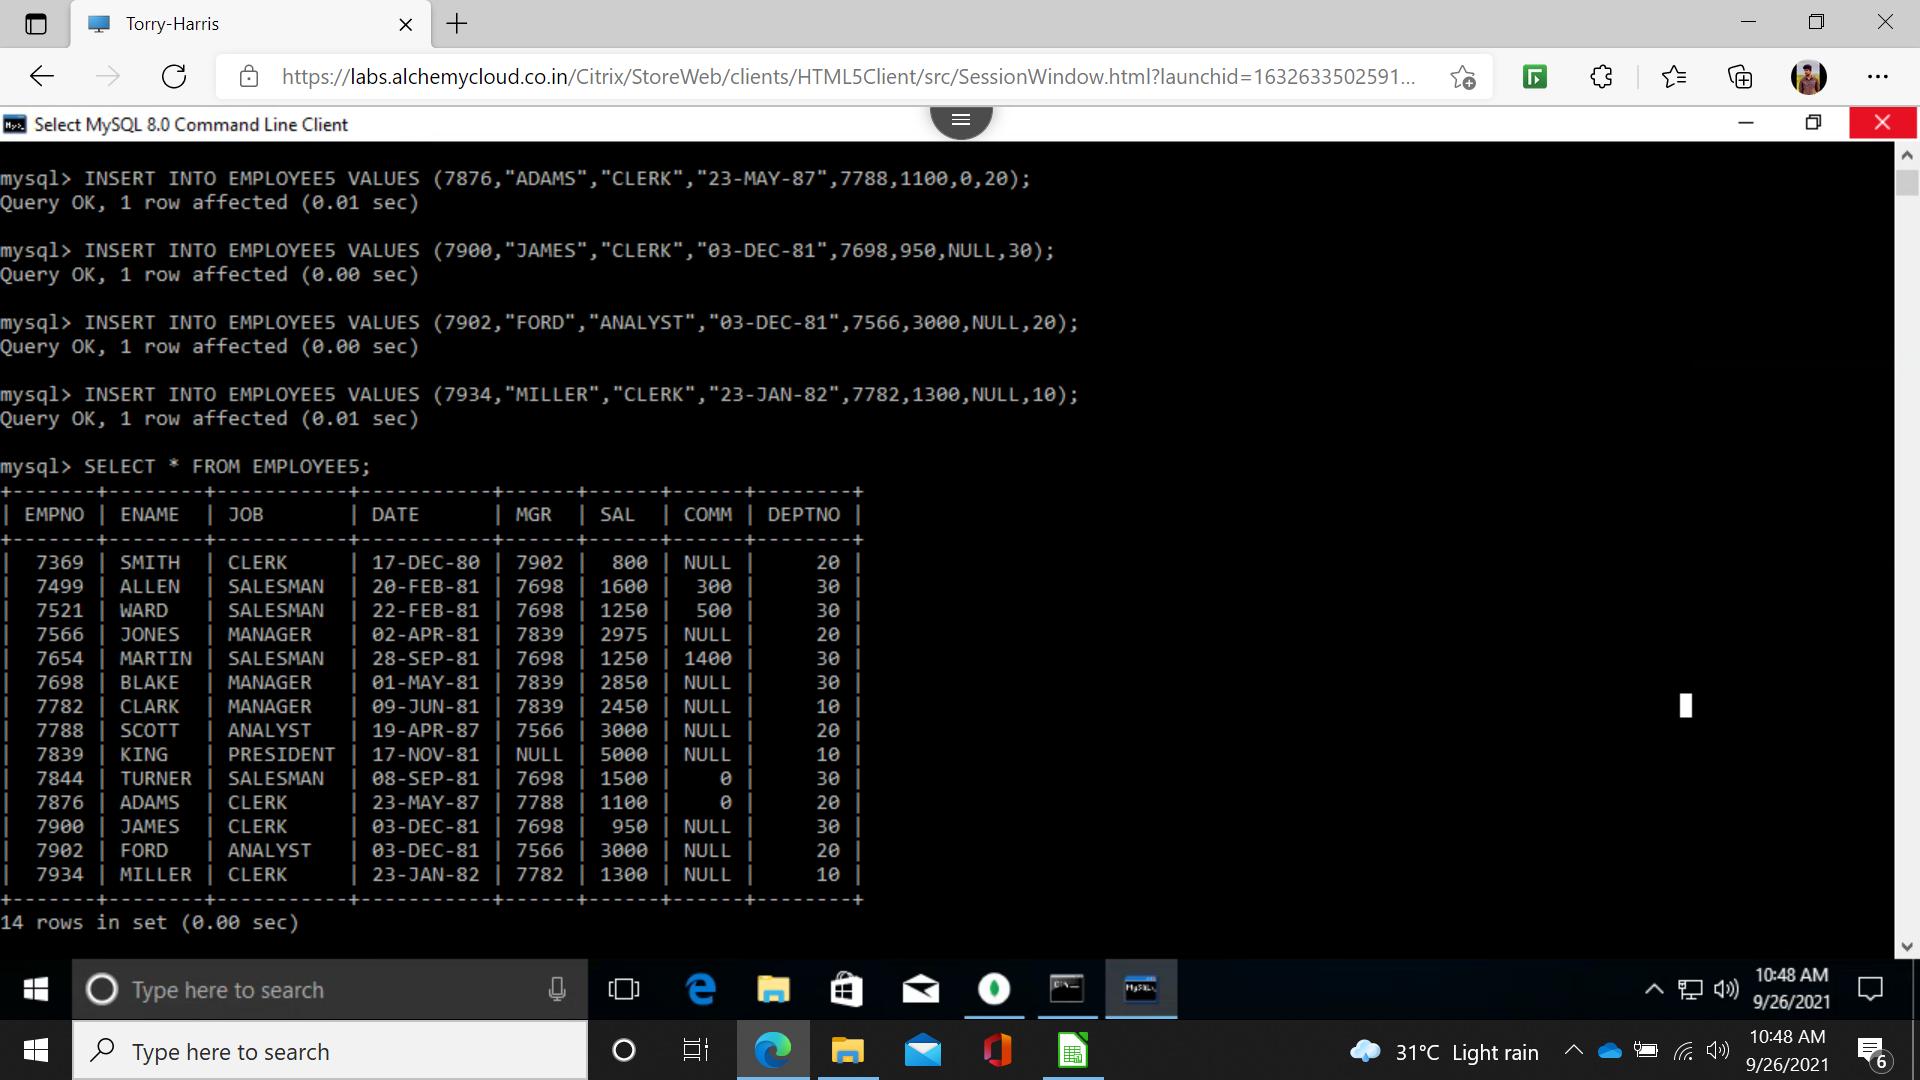 Torry-Harris
https://labs.alchemycloud.co.in/Citrix/StoreWeb/clients/HTML5Client/src/SessionWindow.html?launchid=1632633502591...
Select MySQL 8.0 Command Line Client
mysql> INSERT INTO EMPLOYEE5 VALUES (7876,"ADAMS","CLERK","23-MAY-87",7788,1100,0,20);
Query OK, 1 row affected (0.01 sec)
mysql> INSERT INTO EMPLOYEE5 VALUES (7900,"JAMES","CLERK","03-DEC-81",7698,950,NULL,30);
Query OK, 1 row affected (0.00 sec)
mysql> INSERT INTO EMPLOYEE5 VALUES (7902,"FORD","ANALYST","03-DEC-81",7566,3000,NULL,20);
Query OK, 1 row affected (0.00 sec)
mysql> INSERT INTO EMPLOYEE5 VALUES (7934,"MILLER","CLERK","23-JAN-82",7782,1300,NULL,10);
Query OK, 1 row affected (0.01 sec)
mysql> SELECT * FROM EMPLOYEE5;
+-------+--------+-----------+-----------+------+------+------+--------+
| EMPNO | ENAME  | JOB       | DATE      | MGR  | SAL  | COMM | DEPTNO |
+-------+--------+-----------+-----------+------+------+------+--------+
|  7369 | SMITH  | CLERK     | 17-DEC-80 | 7902 |  800 | NULL |     20 |
|  7499 | ALLEN  | SALESMAN  | 20-FEB-81 | 7698 | 1600 |  300 |     30 |
|  7521 | WARD   | SALESMAN  | 22-FEB-81 | 7698 | 1250 |  500 |     30 |
|  7566 | JONES  | MANAGER   | 02-APR-81 | 7839 | 2975 | NULL |     20 |
|  7654 | MARTIN | SALESMAN  | 28-SEP-81 | 7698 | 1250 | 1400 |     30 |
|  7698 | BLAKE  | MANAGER   | 01-MAY-81 | 7839 | 2850 | NULL |     30 |
|  7782 | CLARK  | MANAGER   | 09-JUN-81 | 7839 | 2450 | NULL |     10 |
|  7788 | SCOTT  | ANALYST   | 19-APR-87 | 7566 | 3000 | NULL |     20 |
|  7839 | KING   | PRESIDENT | 17-NOV-81 | NULL | 5000 | NULL |     10 |
|  7844 | TURNER | SALESMAN  | 08-SEP-81 | 7698 | 1500 |    0 |     30 |
|  7876 | ADAMS  | CLERK     | 23-MAY-87 | 7788 | 1100 |    0 |     20 |
|  7900 | JAMES  | CLERK     | 03-DEC-81 | 7698 |  950 | NULL |     30 |
|  7902 | FORD   | ANALYST   | 03-DEC-81 | 7566 | 3000 | NULL |     20 |
|  7934 | MILLER | CLERK     | 23-JAN-82 | 7782 | 1300 | NULL |     10 |
+-------+--------+-----------+-----------+------+------+------+--------+
14 rows in set (0.00 sec)
Type here to search
10:48 AM
9/26/2021
Type here to search
31°C Light rain
10:48 AM
9/26/2021
6